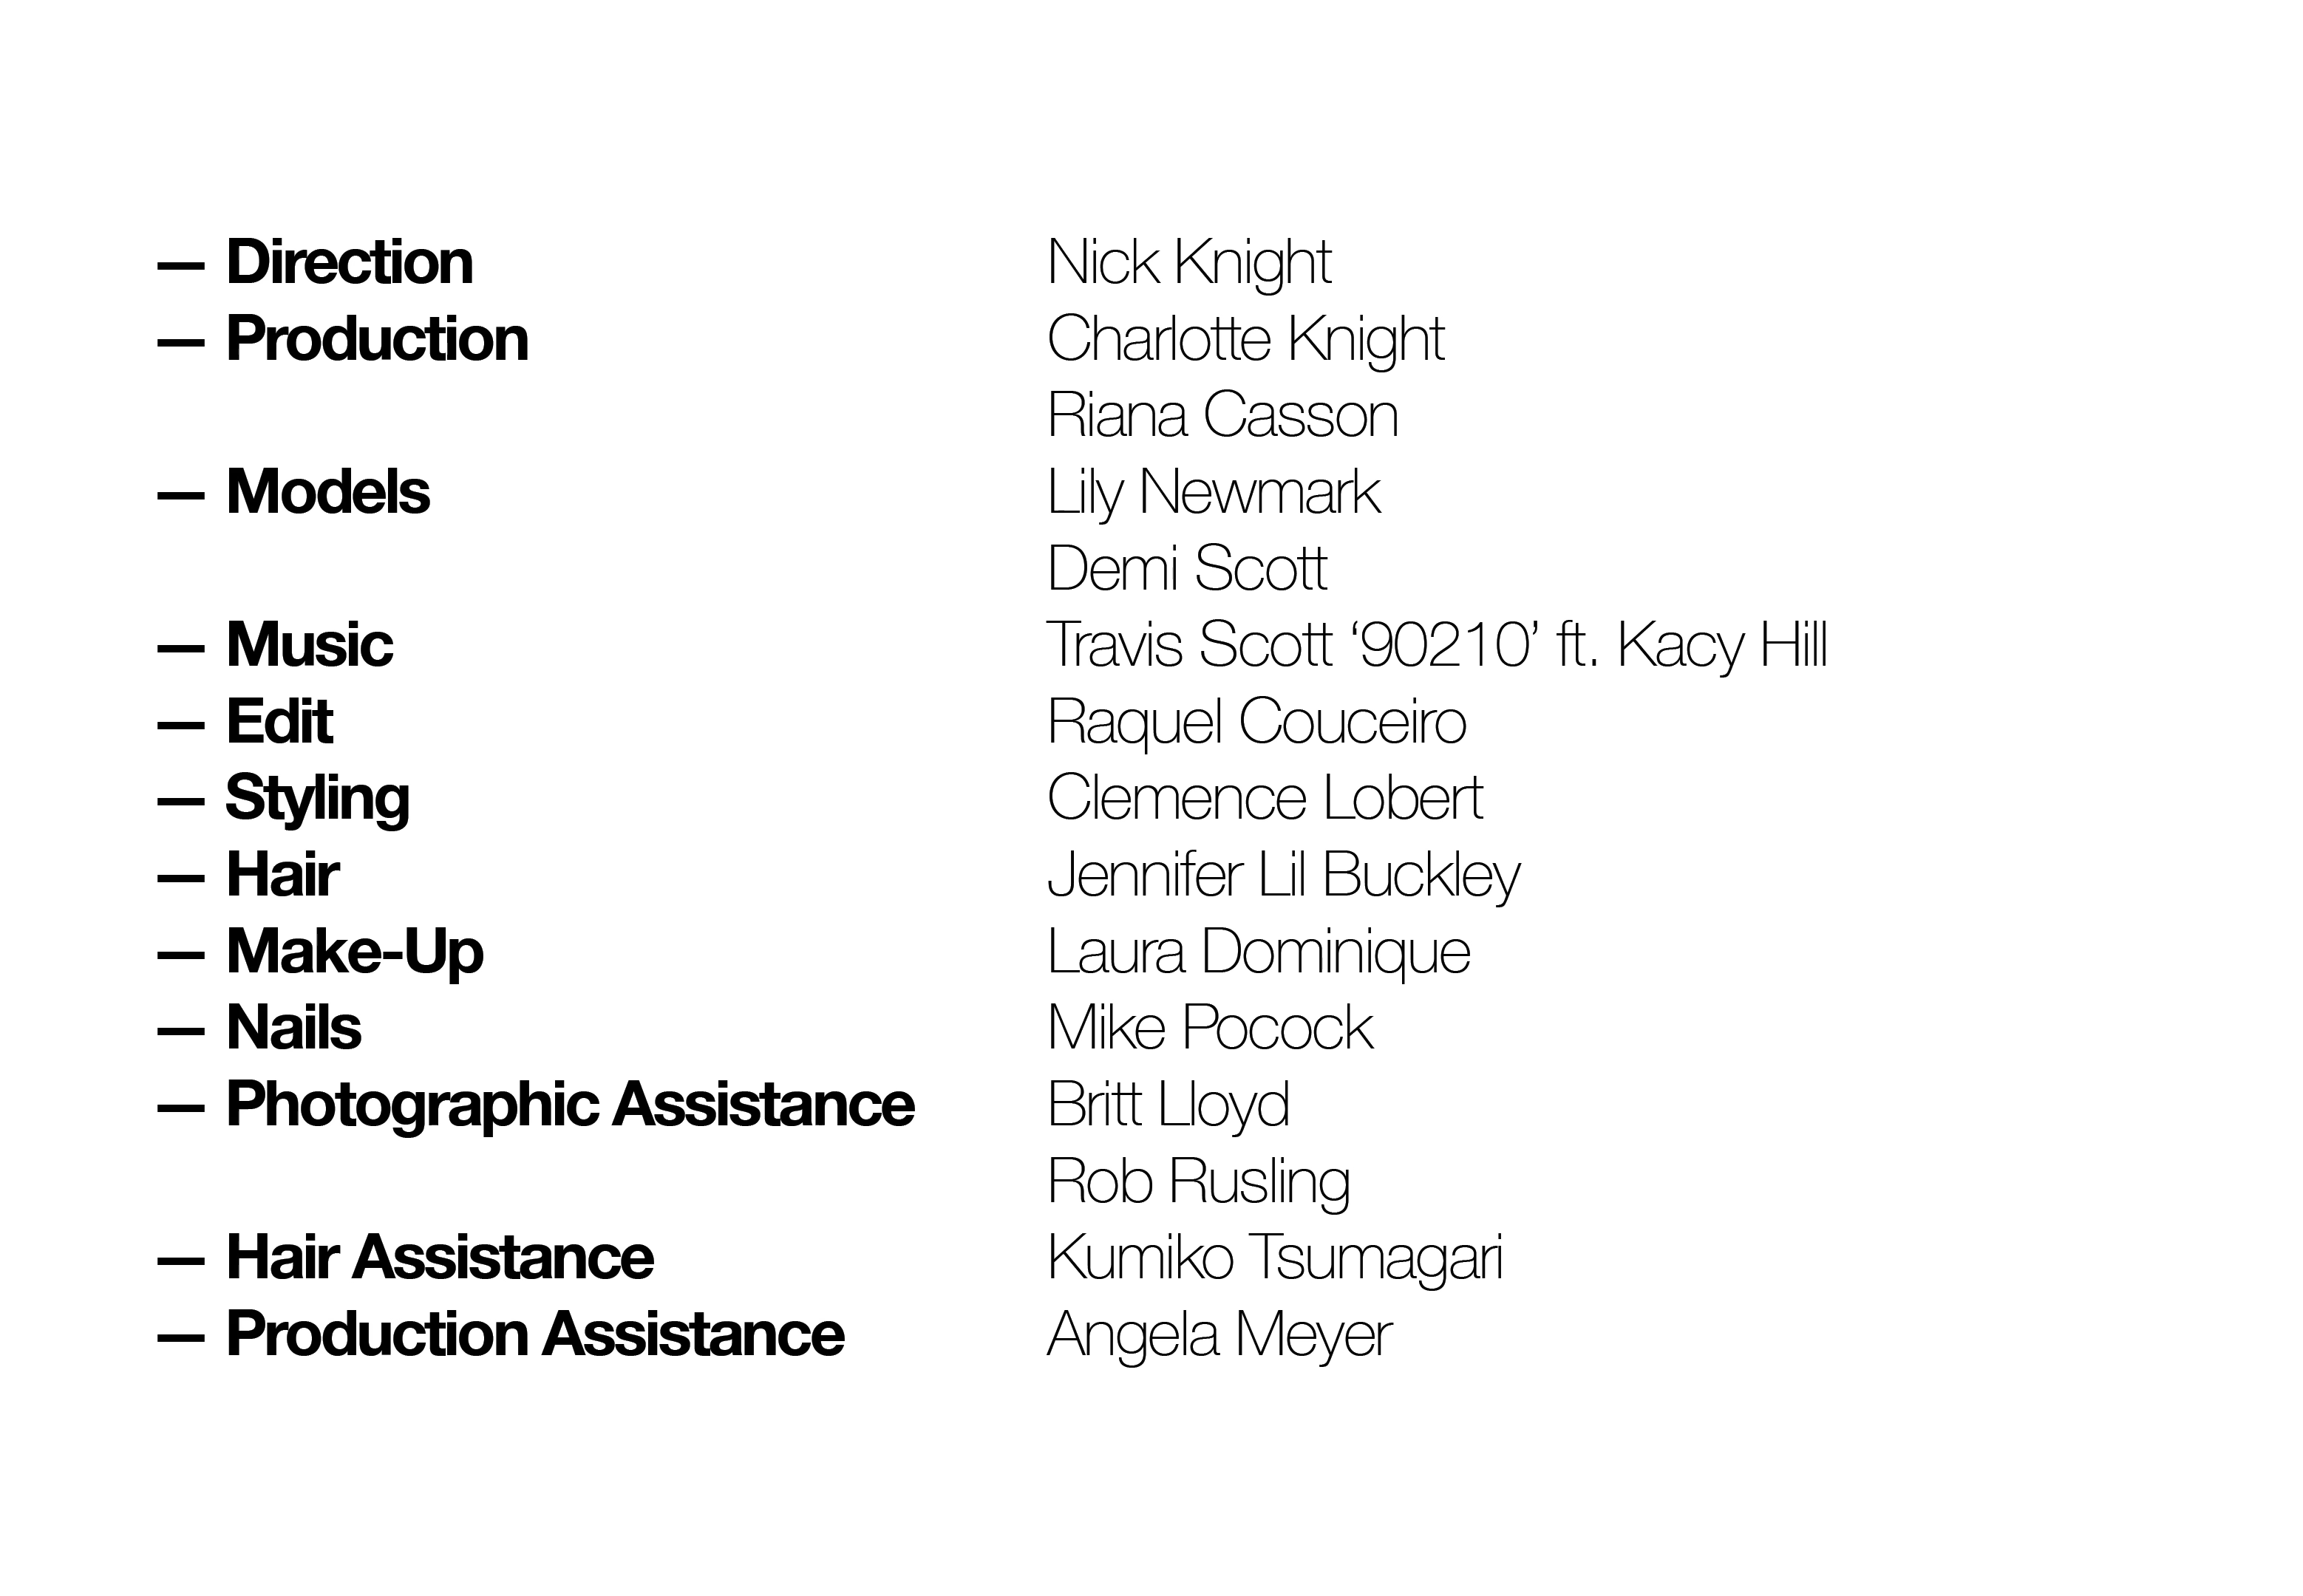 — Direction Nick Knight
— Production Charlotte Knight
Riana Casson
— Models Lily Newmark
Demi Scott
— Music Travis Scott ‘90210’ ft. Kacy Hill
— Edit Raquel Couceiro
— Styling Clemence Lobert
— Hair Jennifer Lil Buckley
— Make-Up Laura Dominique
— Nails Mike Pocock
— Photographic Assistance Britt Lloyd
Rob Rusling
— Hair Assistance Kumiko Tsumagari
— Production Assistance Angela Meyer